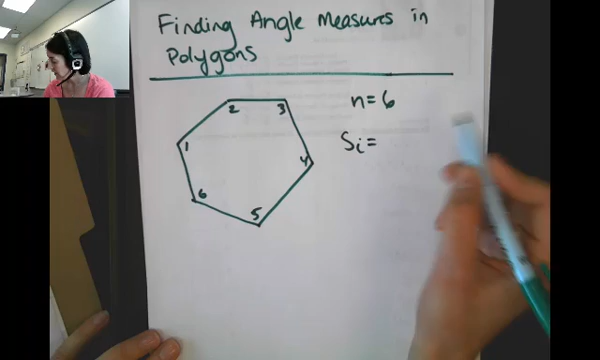 Finding Angle Measures in
Polygons
n=6
Si=
1
2
3
4
5
6